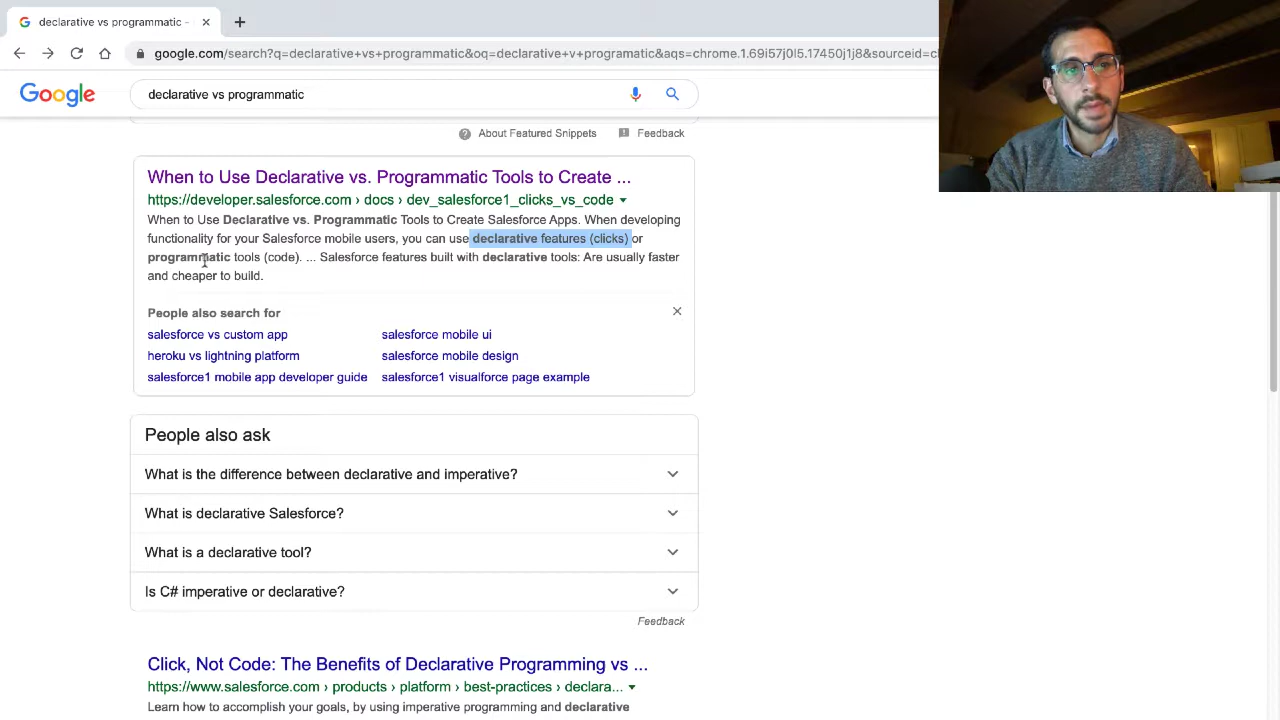 declarative vs programmatic -
google.com/search?q=declarative+vs+programmatic&oq=declarative+v+programatic&aqs=chrome.1.69i57j0l5.17450j1j8&sourceid=c
Google
declarative vs programmatic
About Featured Snippets Feedback
When to Use Declarative vs. Programmatic Tools to Create ...
https://developer.salesforce.com › docs › dev_salesforce1_clicks_vs_code
When to Use Declarative vs. Programmatic Tools to Create Salesforce Apps. When developing
functionality for your Salesforce mobile users, you can use declarative features (clicks) or
programmatic tools (code). ... Salesforce features built with declarative tools: Are usually faster
and cheaper to build.
People also search for
salesforce vs custom app salesforce mobile ui
heroku vs lightning platform salesforce mobile design
salesforce1 mobile app developer guide salesforce1 visualforce page example
People also ask
What is the difference between declarative and imperative?
What is declarative Salesforce?
What is a declarative tool?
Is C# imperative or declarative?
Feedback
Click, Not Code: The Benefits of Declarative Programming vs ...
https://www.salesforce.com › products › platform › best-practices › declara...
Learn how to accomplish your goals, by using imperative programming and declarative